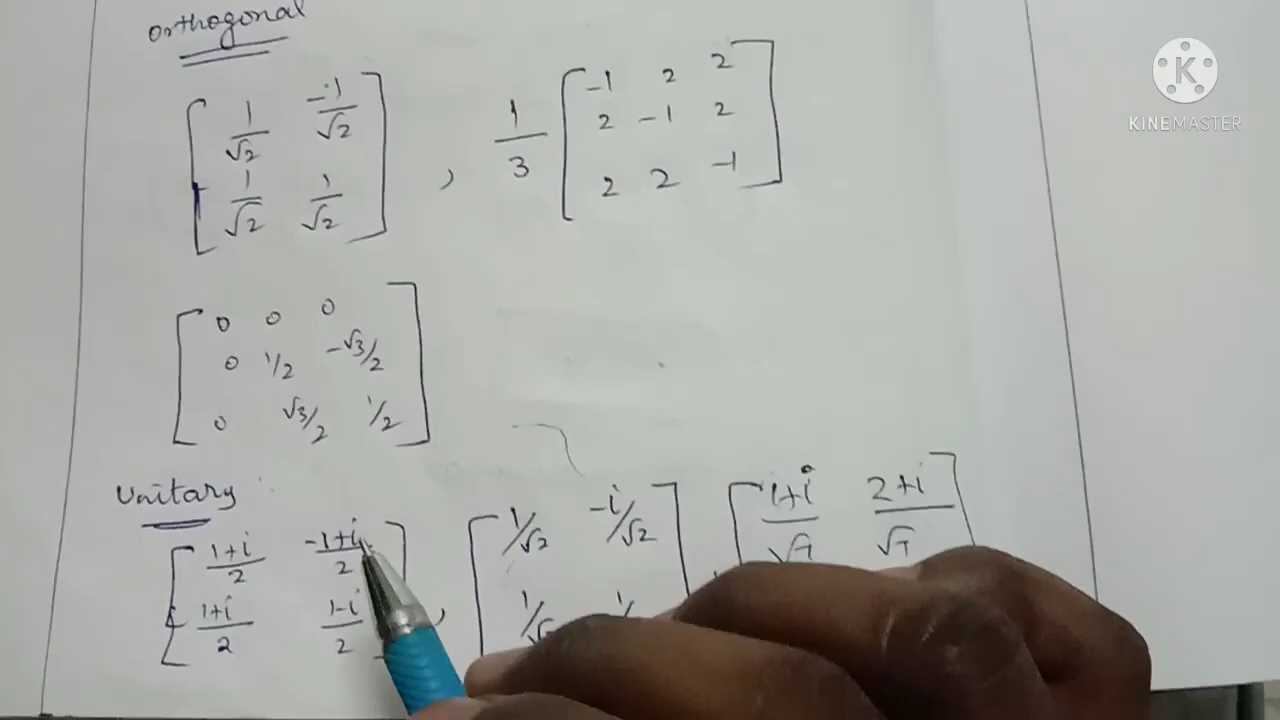 Orthogonal
[ 1/√2 -1/√2 ] , 1/3 [ -1 2 2 ]
[ 1/√2 1/√2 ] [ 2 -1 2 ]
[ 2 2 -1 ]
[ 0 0 0 ]
[ 0 1/2 -√3/2 ]
[ 0 √3/2 1/2 ]
Unitary
[ (1+i)/2 (-1+i)/2 ] , [ 1/√2 -i/√2 ] [ (1+i)/√7 (2+i)/√7 ]
[ (1+i)/2 (1-i)/2 ]
KINEMASTER